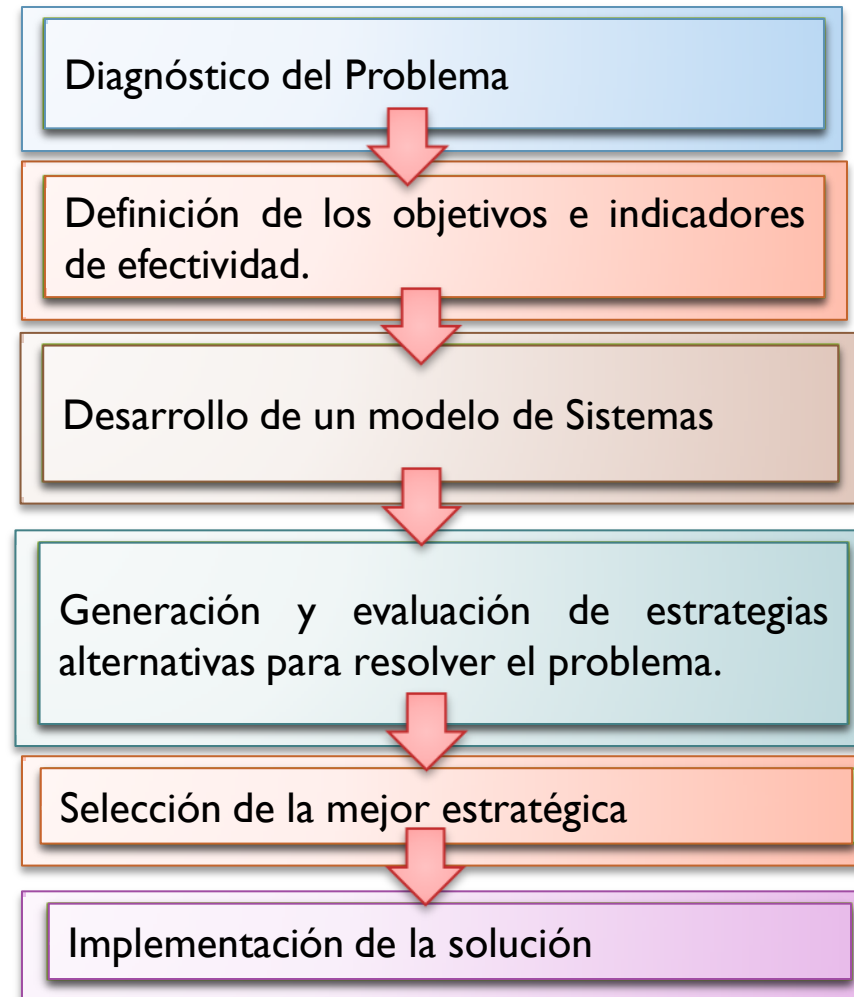 Diagnóstico del Problema
Definición de los objetivos e indicadores
de efectividad.
Desarrollo de un modelo de Sistemas
Generación y evaluación de estrategias
alternativas para resolver el problema.
Selección de la mejor estratégica
Implementación de la solución